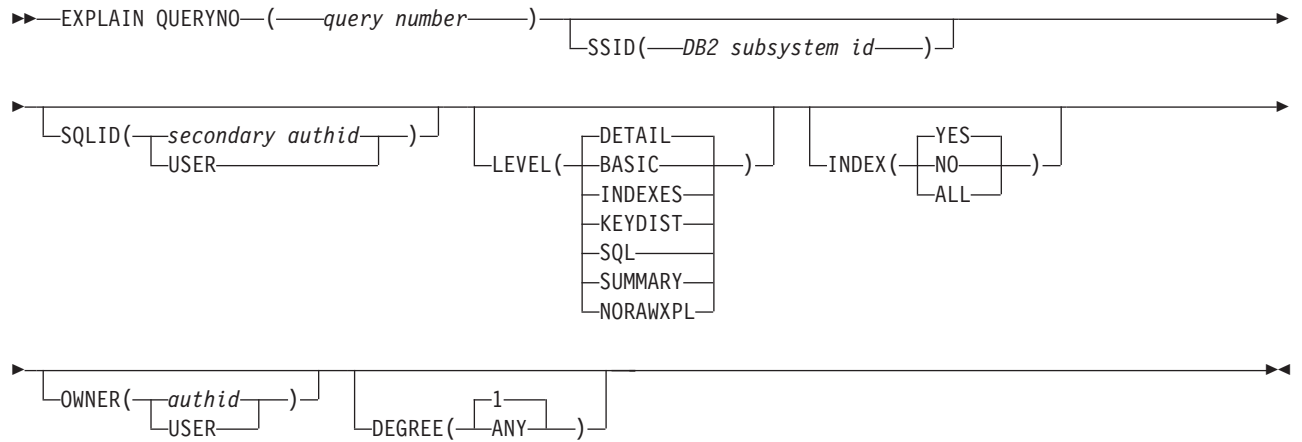 EXPLAIN QUERYNO ( query number )
SSID( DB2 subsystem id )
SQLID( secondary authid )
USER
LEVEL( DETAIL
BASIC )
INDEXES
KEYDIST
SQL
SUMMARY
NORAWXPL
INDEX( YES
NO )
ALL
OWNER( authid )
USER
DEGREE( 1
ANY )